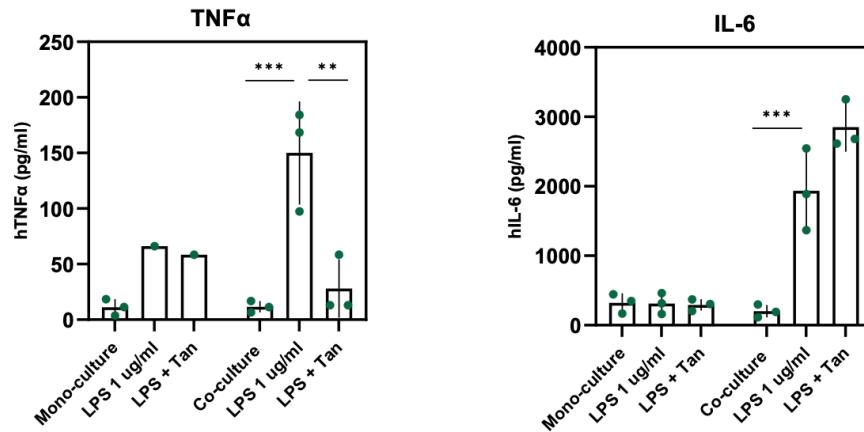 TNFα
250
200
150
100
50
0
hTNFα (pg/ml)
***
**
Mono-culture
LPS 1 ug/ml
LPS + Tan
Co-culture
LPS 1 ug/ml
LPS + Tan
IL-6
4000
3000
2000
1000
0
hIL-6 (pg/ml)
***
Mono-culture
LPS 1 ug/ml
LPS + Tan
Co-culture
LPS 1 ug/ml
LPS + Tan